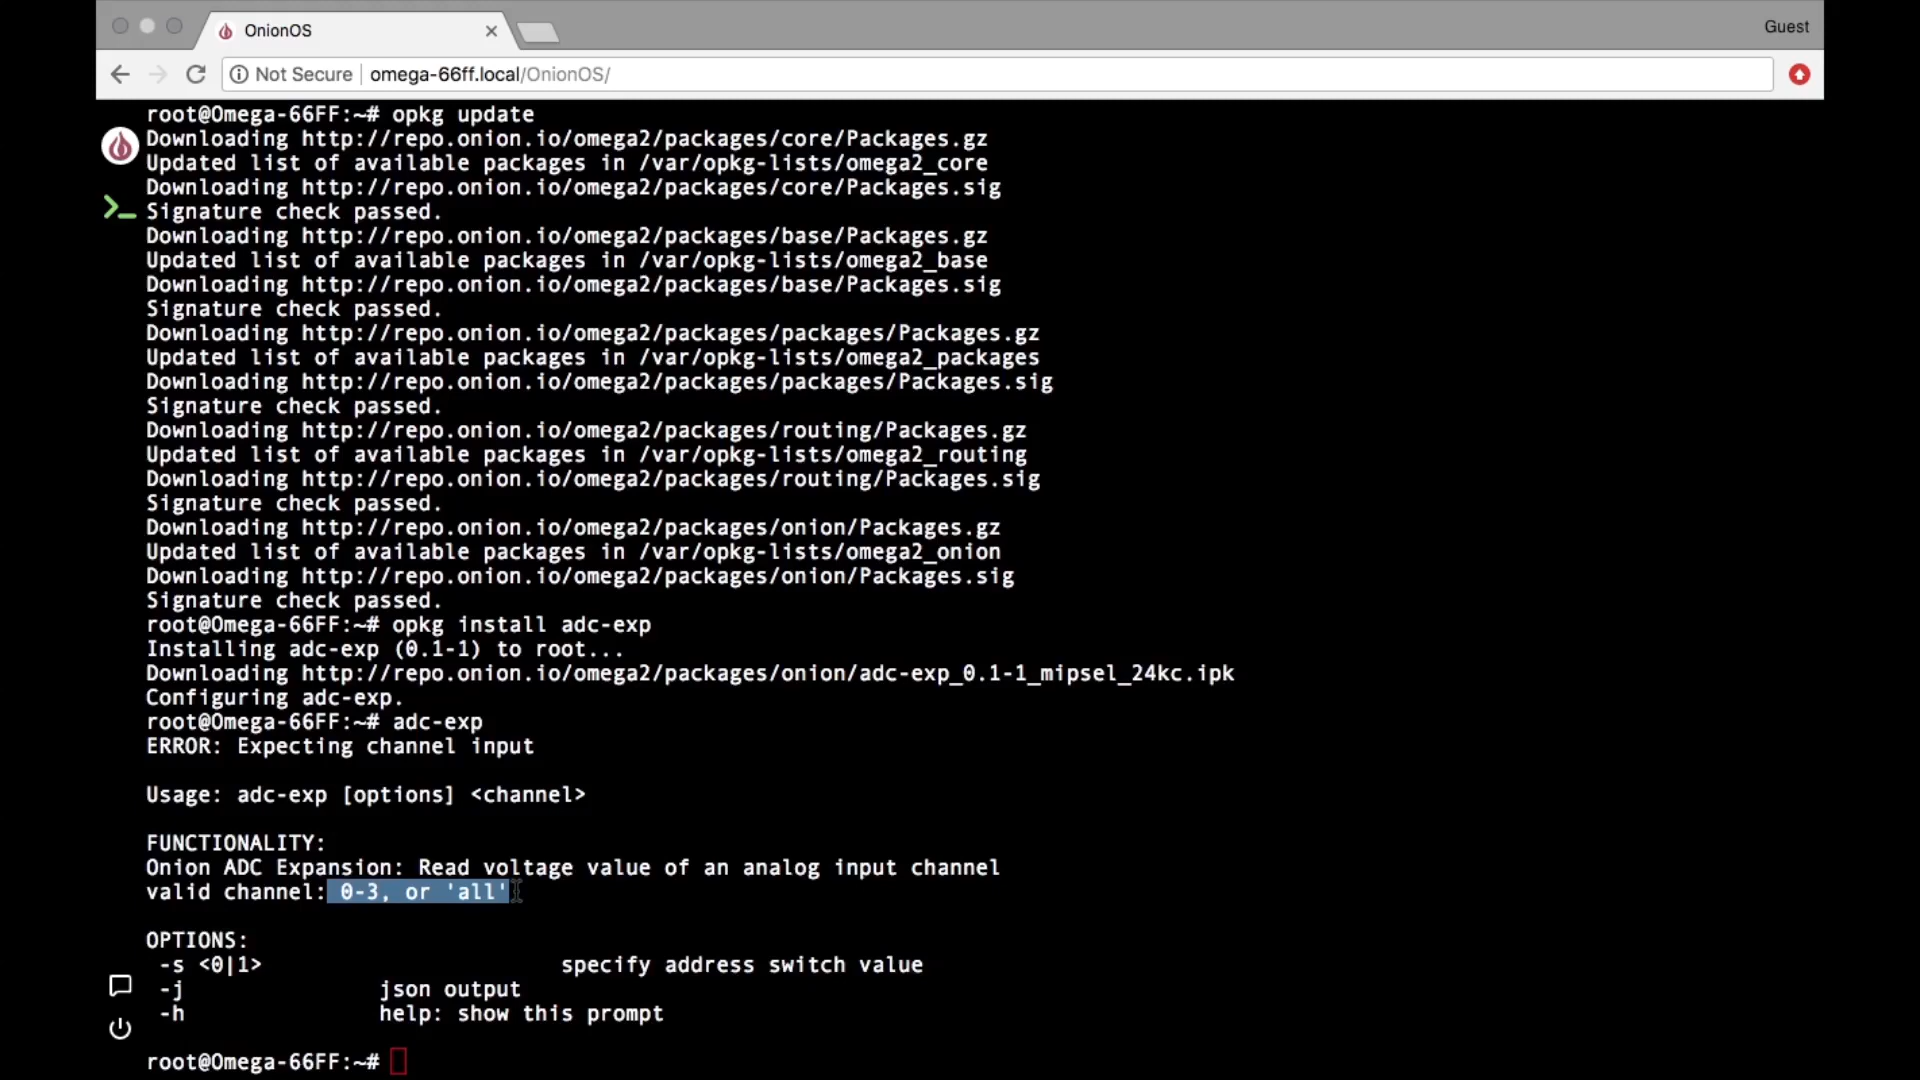 OnionOS
Guest
Not Secure omega-66ff.local/OnionOS/
root@Omega-66FF:~# opkg update
Downloading http://repo.onion.io/omega2/packages/core/Packages.gz
Updated list of available packages in /var/opkg-lists/omega2_core
Downloading http://repo.onion.io/omega2/packages/core/Packages.sig
Signature check passed.
Downloading http://repo.onion.io/omega2/packages/base/Packages.gz
Updated list of available packages in /var/opkg-lists/omega2_base
Downloading http://repo.onion.io/omega2/packages/base/Packages.sig
Signature check passed.
Downloading http://repo.onion.io/omega2/packages/packages/Packages.gz
Updated list of available packages in /var/opkg-lists/omega2_packages
Downloading http://repo.onion.io/omega2/packages/packages/Packages.sig
Signature check passed.
Downloading http://repo.onion.io/omega2/packages/routing/Packages.gz
Updated list of available packages in /var/opkg-lists/omega2_routing
Downloading http://repo.onion.io/omega2/packages/routing/Packages.sig
Signature check passed.
Downloading http://repo.onion.io/omega2/packages/onion/Packages.gz
Updated list of available packages in /var/opkg-lists/omega2_onion
Downloading http://repo.onion.io/omega2/packages/onion/Packages.sig
Signature check passed.
root@Omega-66FF:~# opkg install adc-exp
Installing adc-exp (0.1-1) to root...
Downloading http://repo.onion.io/omega2/packages/onion/adc-exp_0.1-1_mipsel_24kc.ipk
Configuring adc-exp.
root@Omega-66FF:~# adc-exp
ERROR: Expecting channel input
Usage: adc-exp [options] <channel>
FUNCTIONALITY:
Onion ADC Expansion: Read voltage value of an analog input channel
valid channel: 0-3, or 'all'
OPTIONS:
-s <0|1> specify address switch value
-j json output
-h help: show this prompt
root@Omega-66FF:~#